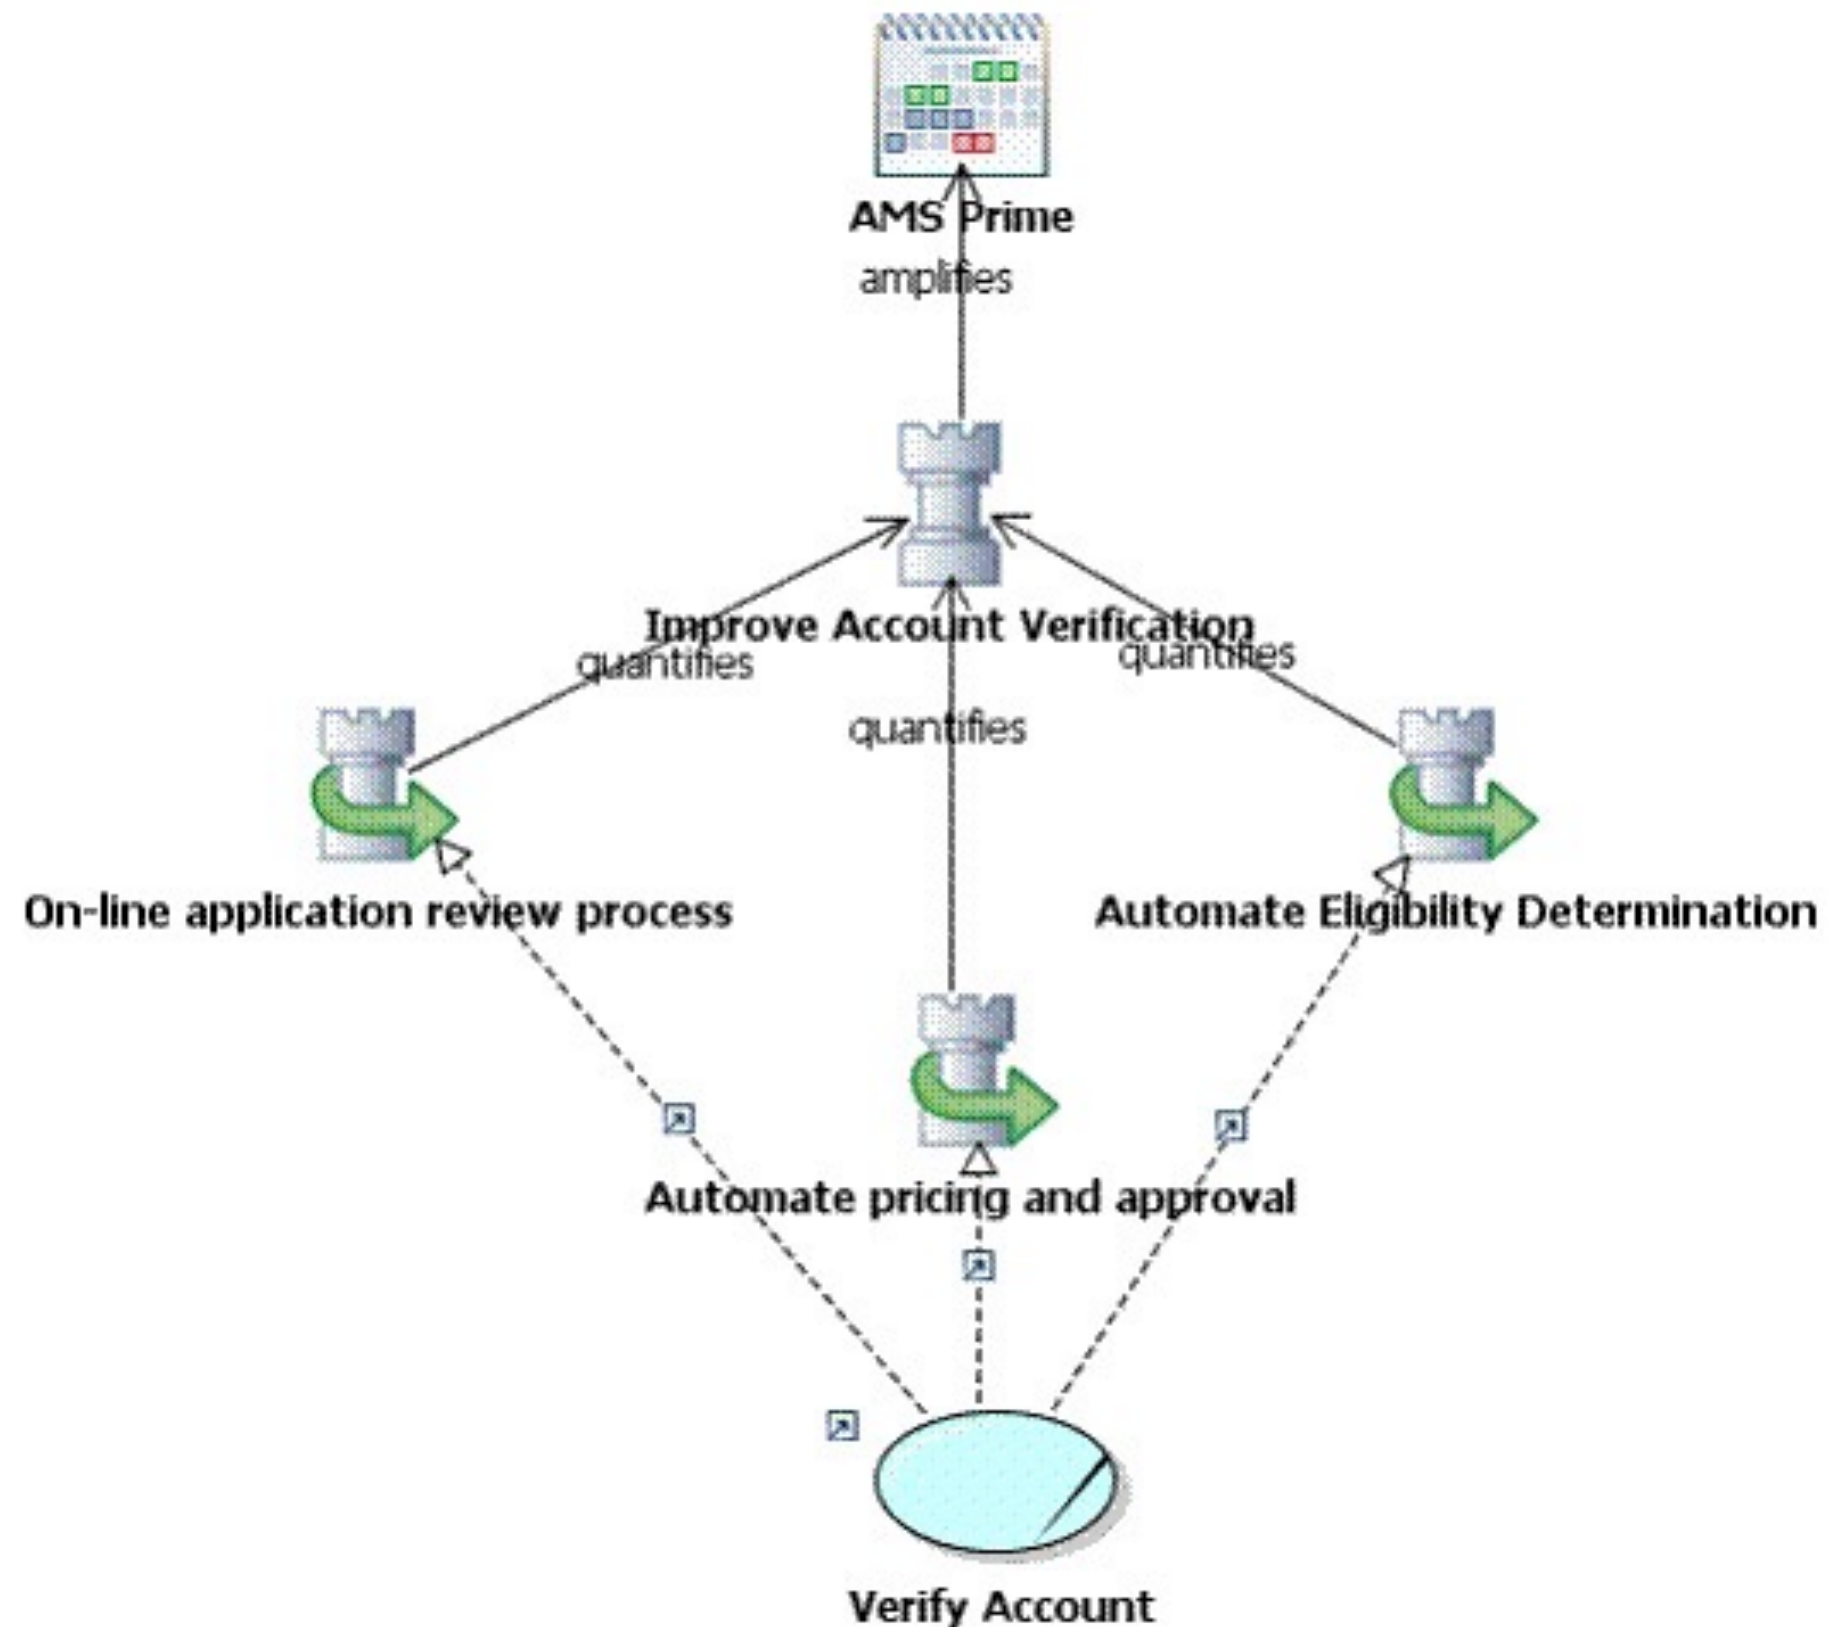 AMS Prime
amplifies
Improve Account Verification
quantifies
quantifies
quantifies
On-line application review process
Automate Eligibility Determination
Automate pricing and approval
Verify Account